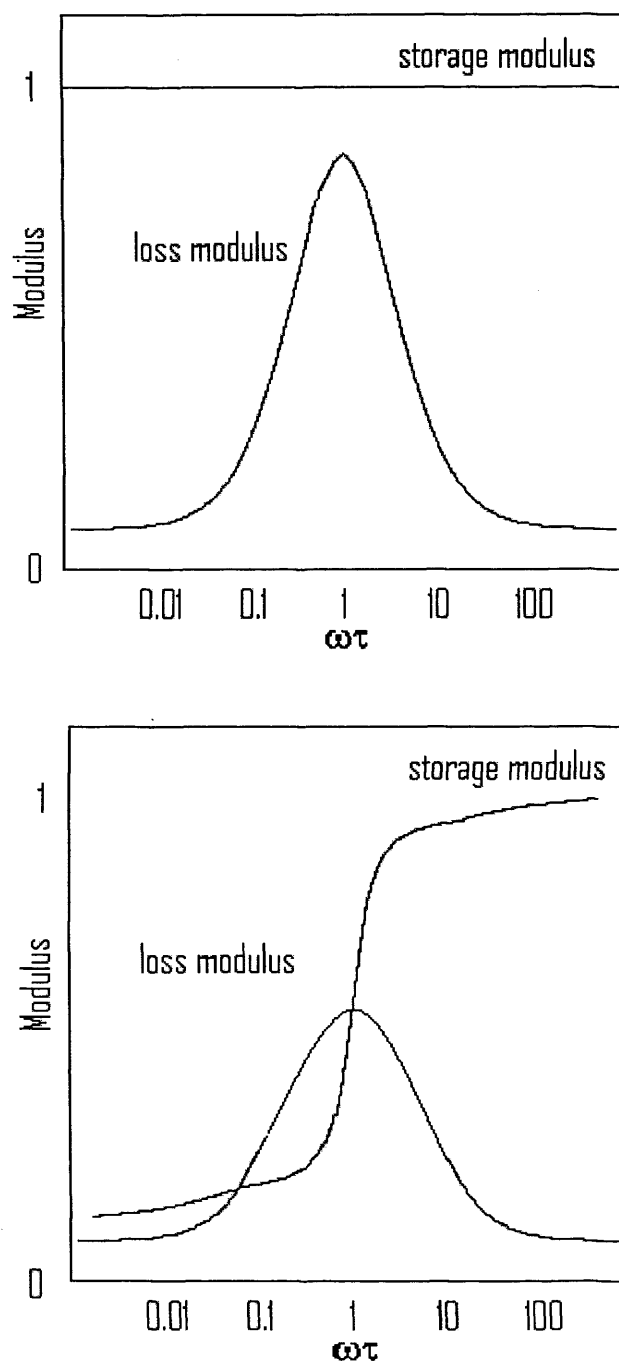 storage modulus
1
loss modulus
Modulus
0
0.01 0.1 1 10 100
ωτ
storage modulus
1
loss modulus
Modulus
0
0.01 0.1 1 10 100
ωτ